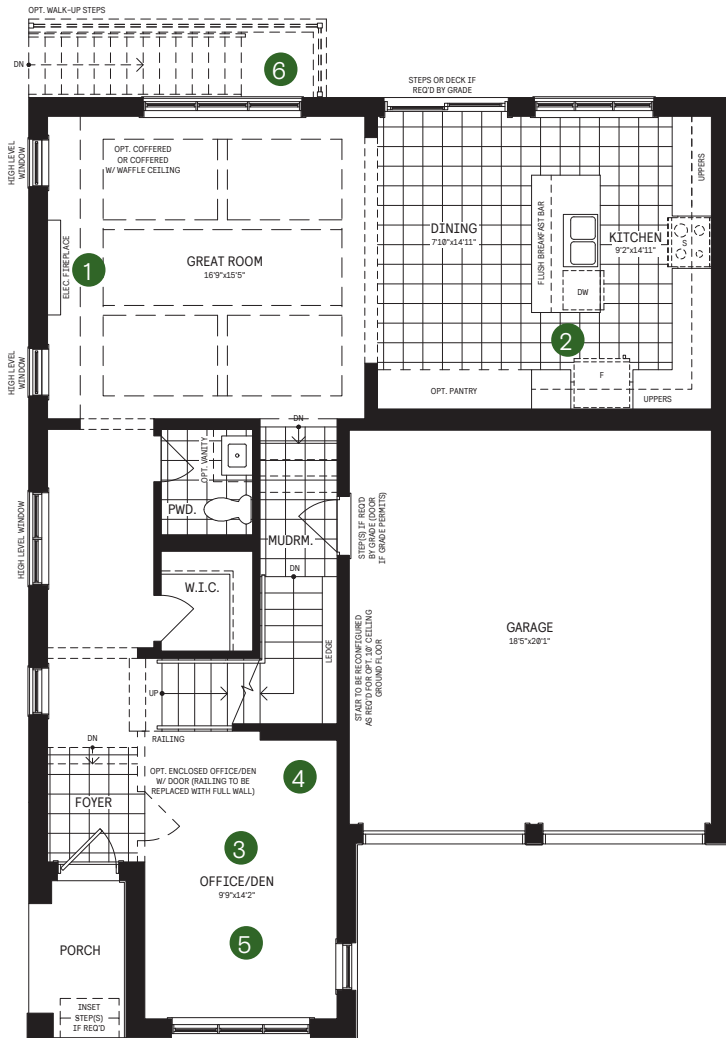 OPT. WALK-UP STEPS
DN
6
STEPS OR DECK IF
REQ'D BY GRADE
HIGH LEVEL
WINDOW
OPT. COFFERED
OR COFFERED
W/ WAFFLE CEILING
UPPERS
DINING
7'10"x14'11"
FLUSH BREAKFAST BAR
KITCHEN
9'2"x14'11"
S
ELEC. FIREPLACE
1
GREAT ROOM
16'9"x15'5"
DW
2
HIGH LEVEL
WINDOW
F
OPT. PANTRY
UPPERS
DN
OPT. VANITY
PWD.
MUDRM.
STEP(S) IF REQ'D
BY GRADE (DOOR
IF GRADE PERMITS)
HIGH LEVEL WINDOW
DN
W.I.C.
LEDGE
STAIR TO BE RECONFIGURED
AS REQ'D FOR OPT. 10' CEILING
GROUND FLOOR
GARAGE
18'5"x20'1"
UP
RAILING
DN
OPT. ENCLOSED OFFICE/DEN
W/ DOOR (RAILING TO BE
REPLACED WITH FULL WALL)
4
FOYER
3
OFFICE/DEN
9'9"x14'2"
5
PORCH
INSET
STEP(S)
IF REQ'D